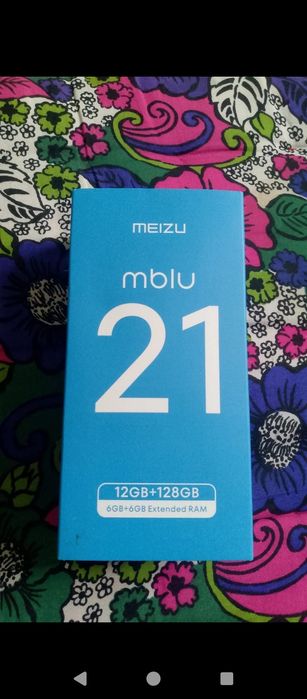 MEIZU
mblu
21
12GB+128GB
6GB+6GB Extended RAM